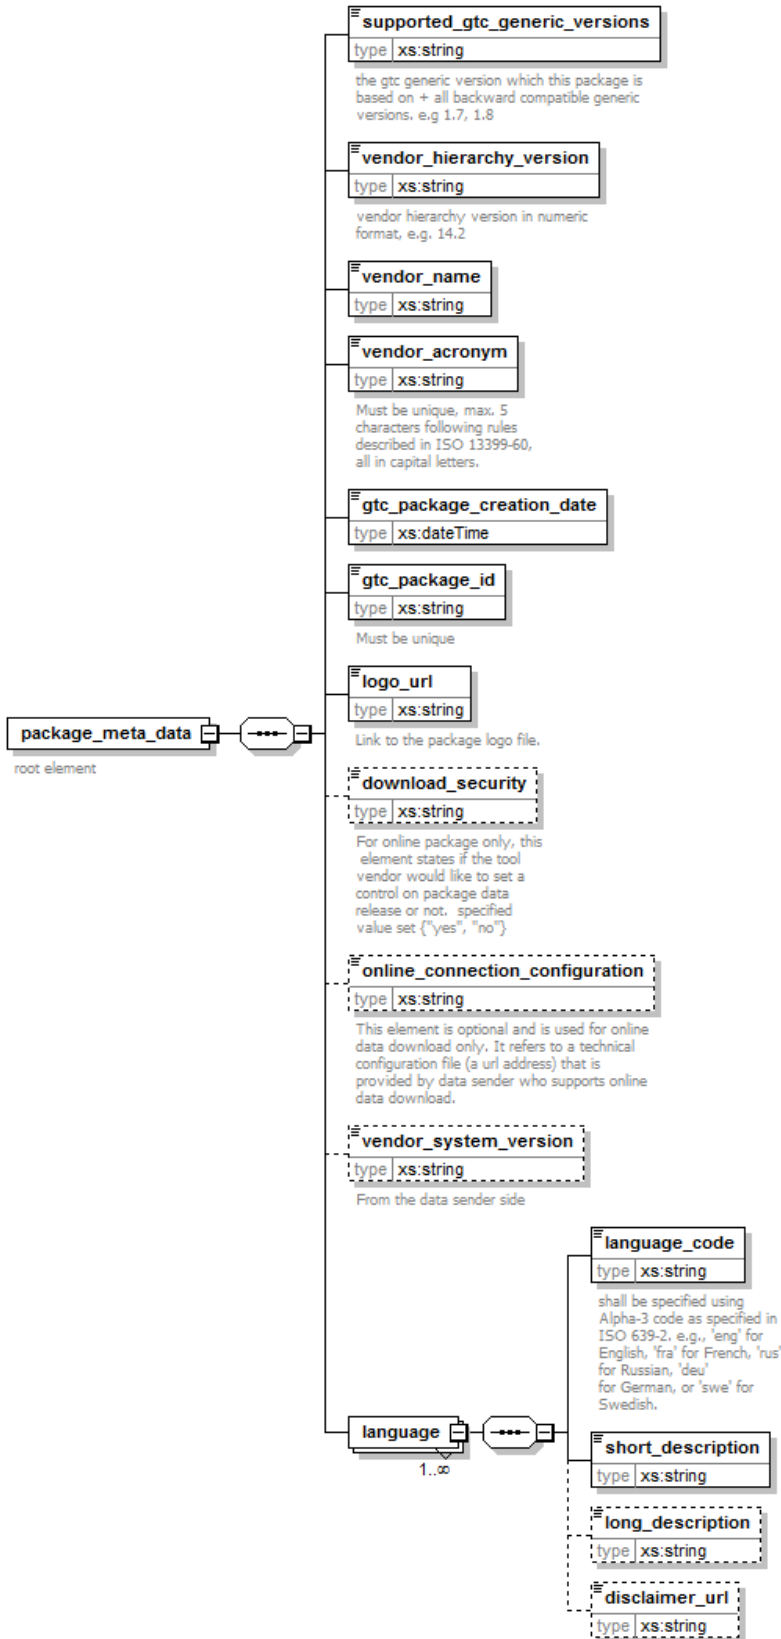 supported_gtc_generic_versions
type xs:string
the gtc generic version which this package is
based on + all backward compatible generic
versions. e.g 1.7, 1.8
vendor_hierarchy_version
type xs:string
vendor hierarchy version in numeric
format, e.g. 14.2
vendor_name
type xs:string
vendor_acronym
type xs:string
Must be unique, max. 5
characters following rules
described in ISO 13399-60,
all in capital letters.
gtc_package_creation_date
type xs:dateTime
gtc_package_id
type xs:string
Must be unique
logo_url
type xs:string
Link to the package logo file.
package_meta_data
root element
download_security
type xs:string
For online package only, this
element states if the tool
vendor would like to set a
control on package data
release or not. specified
value set {"yes", "no"}
online_connection_configuration
type xs:string
This element is optional and is used for online
data download only. It refers to a technical
configuration file (a url address) that is
provided by data sender who supports online
data download.
vendor_system_version
type xs:string
From the data sender side
language_code
type xs:string
shall be specified using
Alpha-3 code as specified in
ISO 639-2. e.g., 'eng' for
English, 'fra' for French, 'rus'
for Russian, 'deu'
for German, or 'swe' for
Swedish.
language
1..∞
short_description
type xs:string
long_description
type xs:string
disclaimer_url
type xs:string